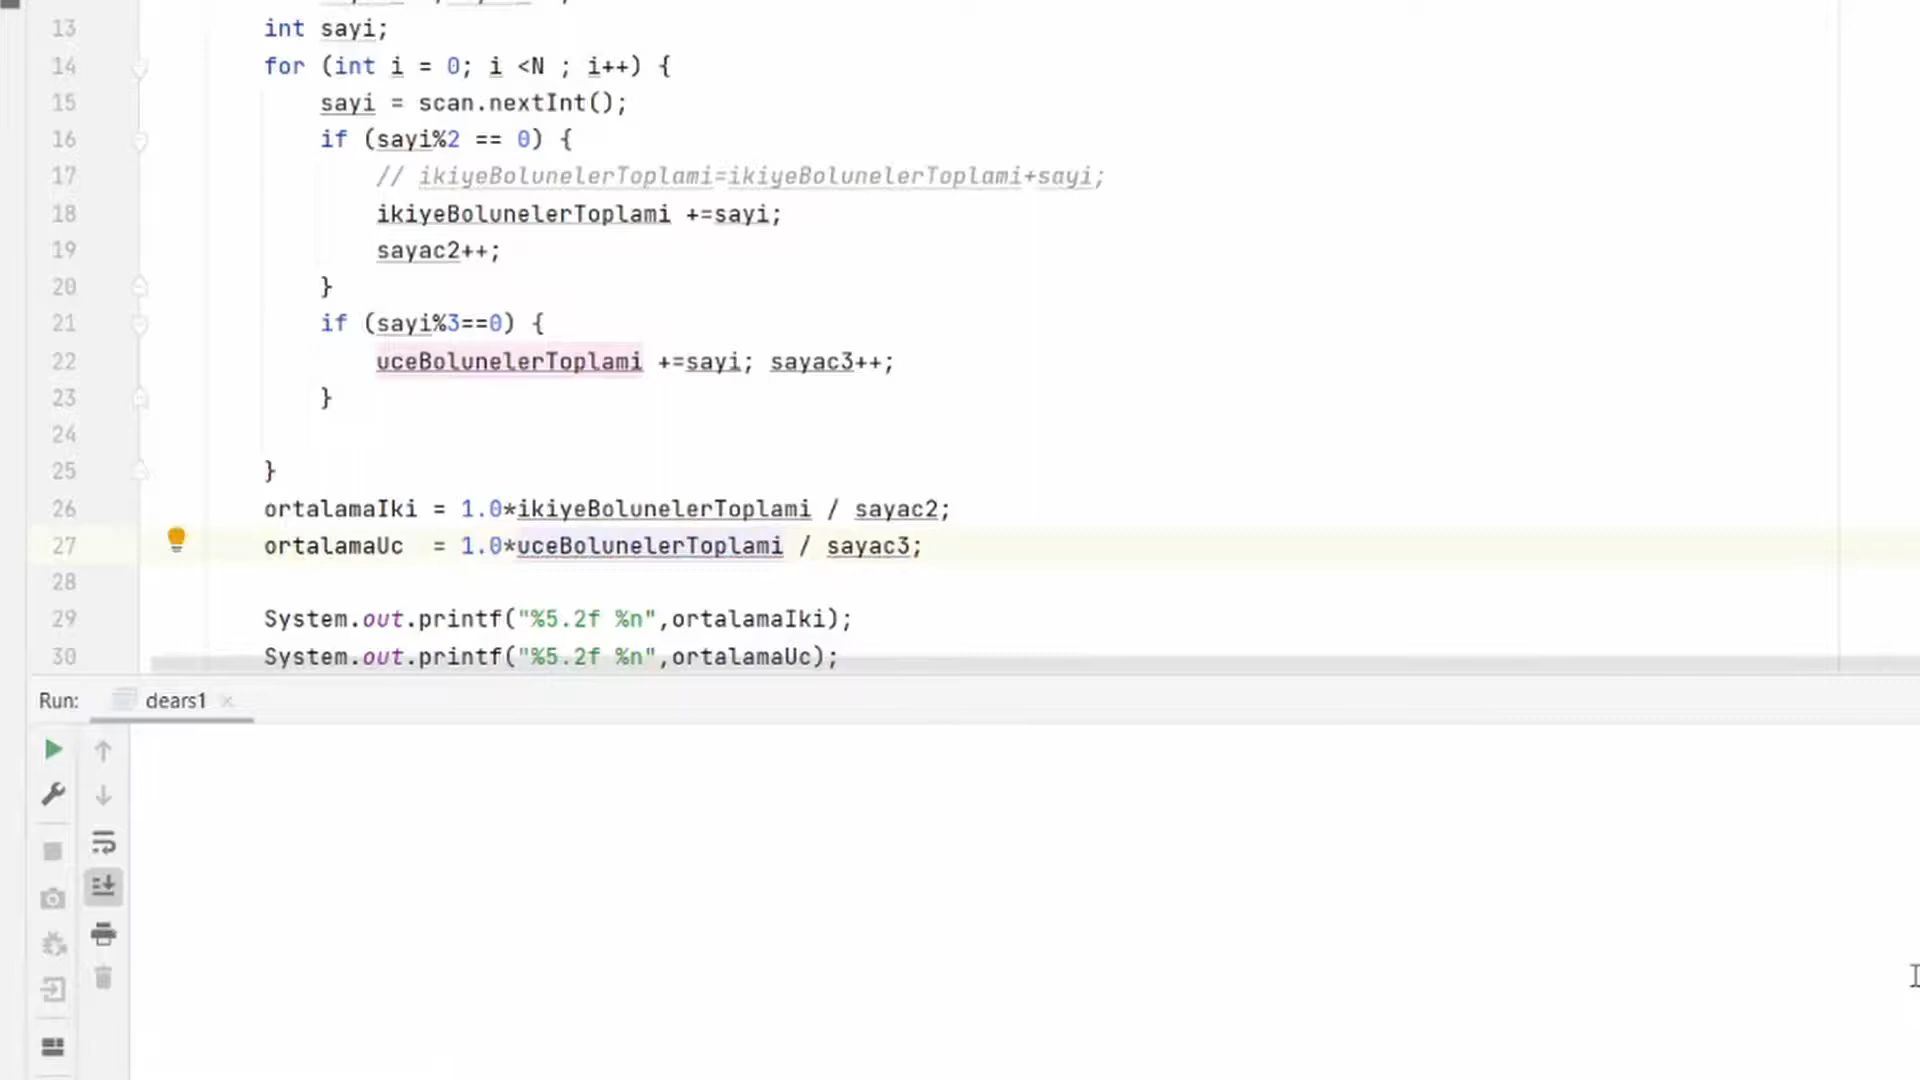 13 int sayi;
14 for (int i = 0; i <N ; i++) {
15 sayi = scan.nextInt();
16 if (sayi%2 == 0) {
17 // ikiyeBolunelerToplami=ikiyeBolunelerToplami+sayi;
18 ikiyeBolunelerToplami +=sayi;
19 sayac2++;
20 }
21 if (sayi%3==0) {
22 uceBolunelerToplami +=sayi; sayac3++;
23 }
24
25 }
26 ortalamaIki = 1.0*ikiyeBolunelerToplami / sayac2;
27 ortalamaUc  = 1.0*uceBolunelerToplami / sayac3;
28
29 System.out.printf("%5.2f %n",ortalamaIki);
30 System.out.printf("%5.2f %n",ortalamaUc);
Run: dears1